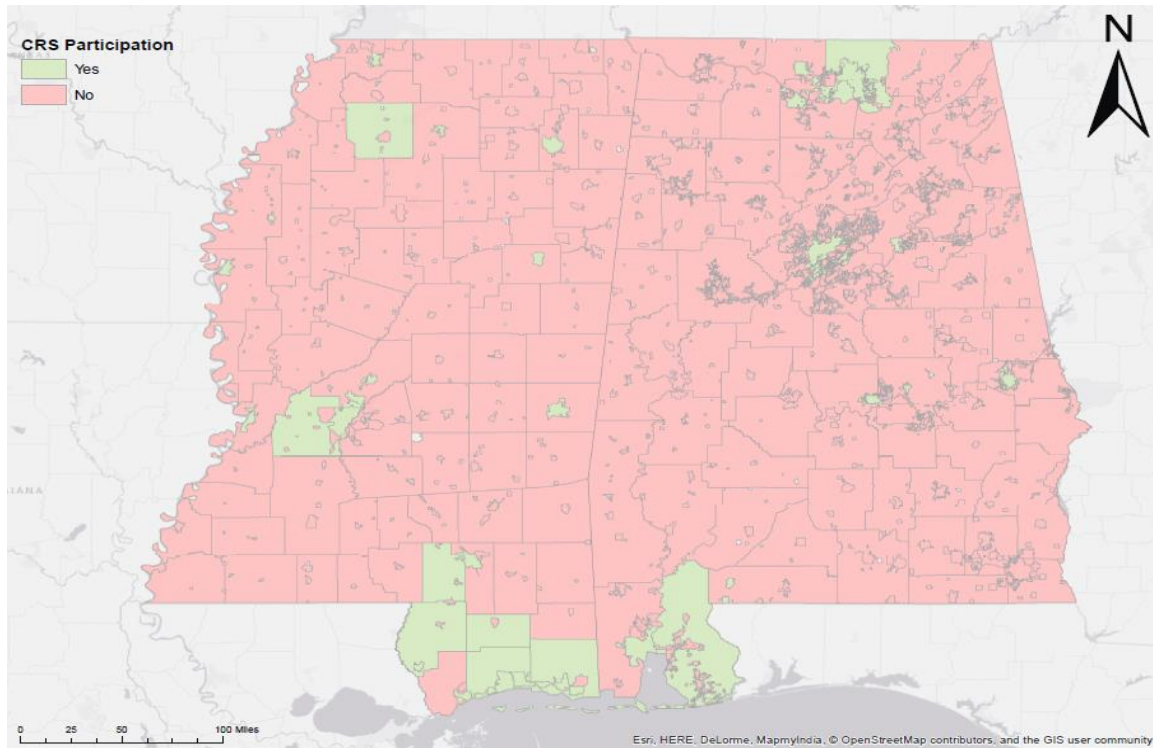 CRS Participation
Yes
No
N
IANA
0 25 50 100 Miles
Esri, HERE, DeLorme, MapmyIndia, © OpenStreetMap contributors, and the GIS user community